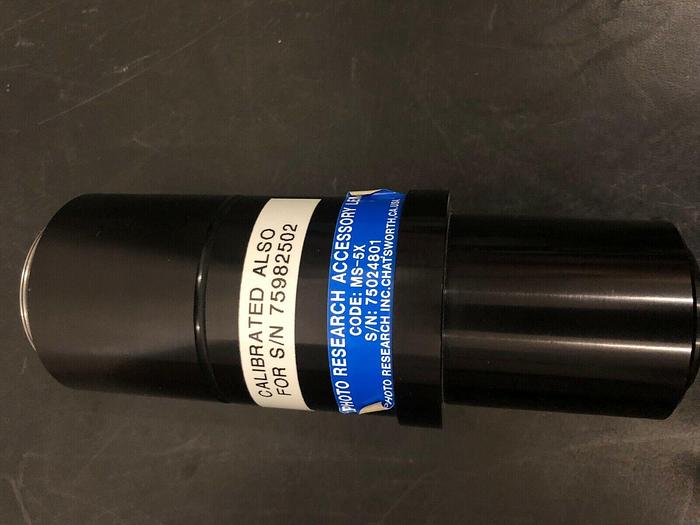 CALIBRATED ALSO
FOR S/N 75982502
PHOTO RESEARCH ACCESSORY
CODE: MS-5X
S/N: 75024801
PHOTO RESEARCH INC.CHATSWORTH,CA.USA